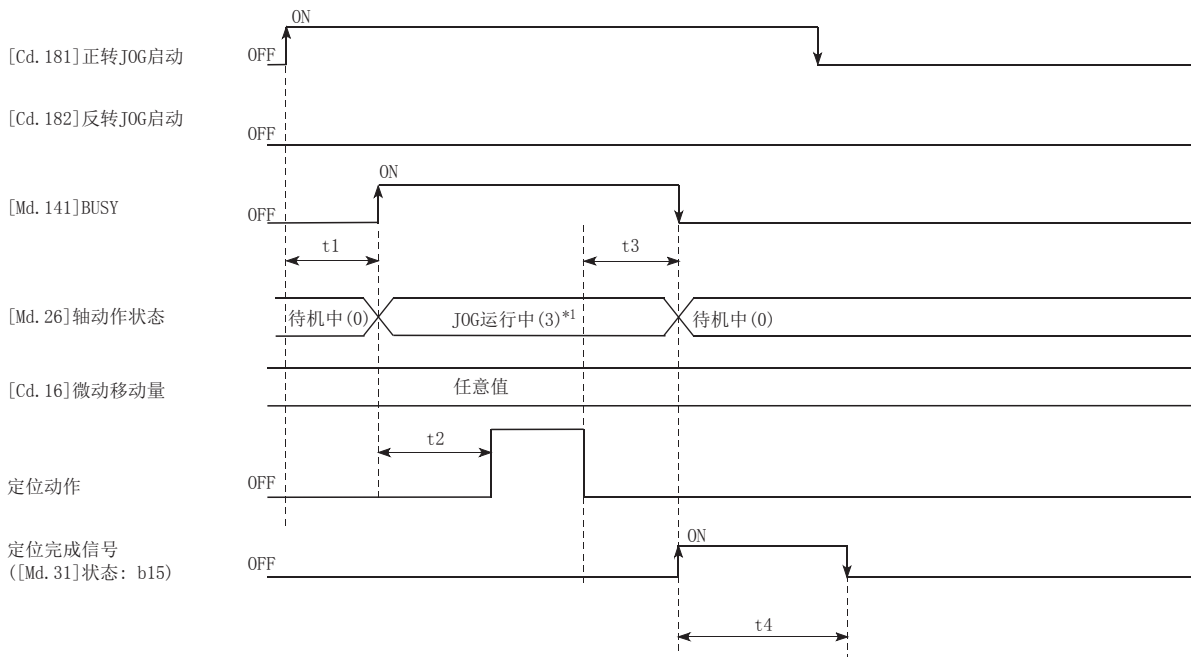 ON
[Cd.181]正转JOG启动
OFF
[Cd.182]反转JOG启动
OFF
ON
[Md.141]BUSY
OFF
t1
t3
[Md.26]轴动作状态
待机中(0)
JOG运行中(3)*1
待机中(0)
[Cd.16]微动移动量
任意值
t2
定位动作
OFF
ON
定位完成信号
([Md.31]状态: b15)
OFF
t4